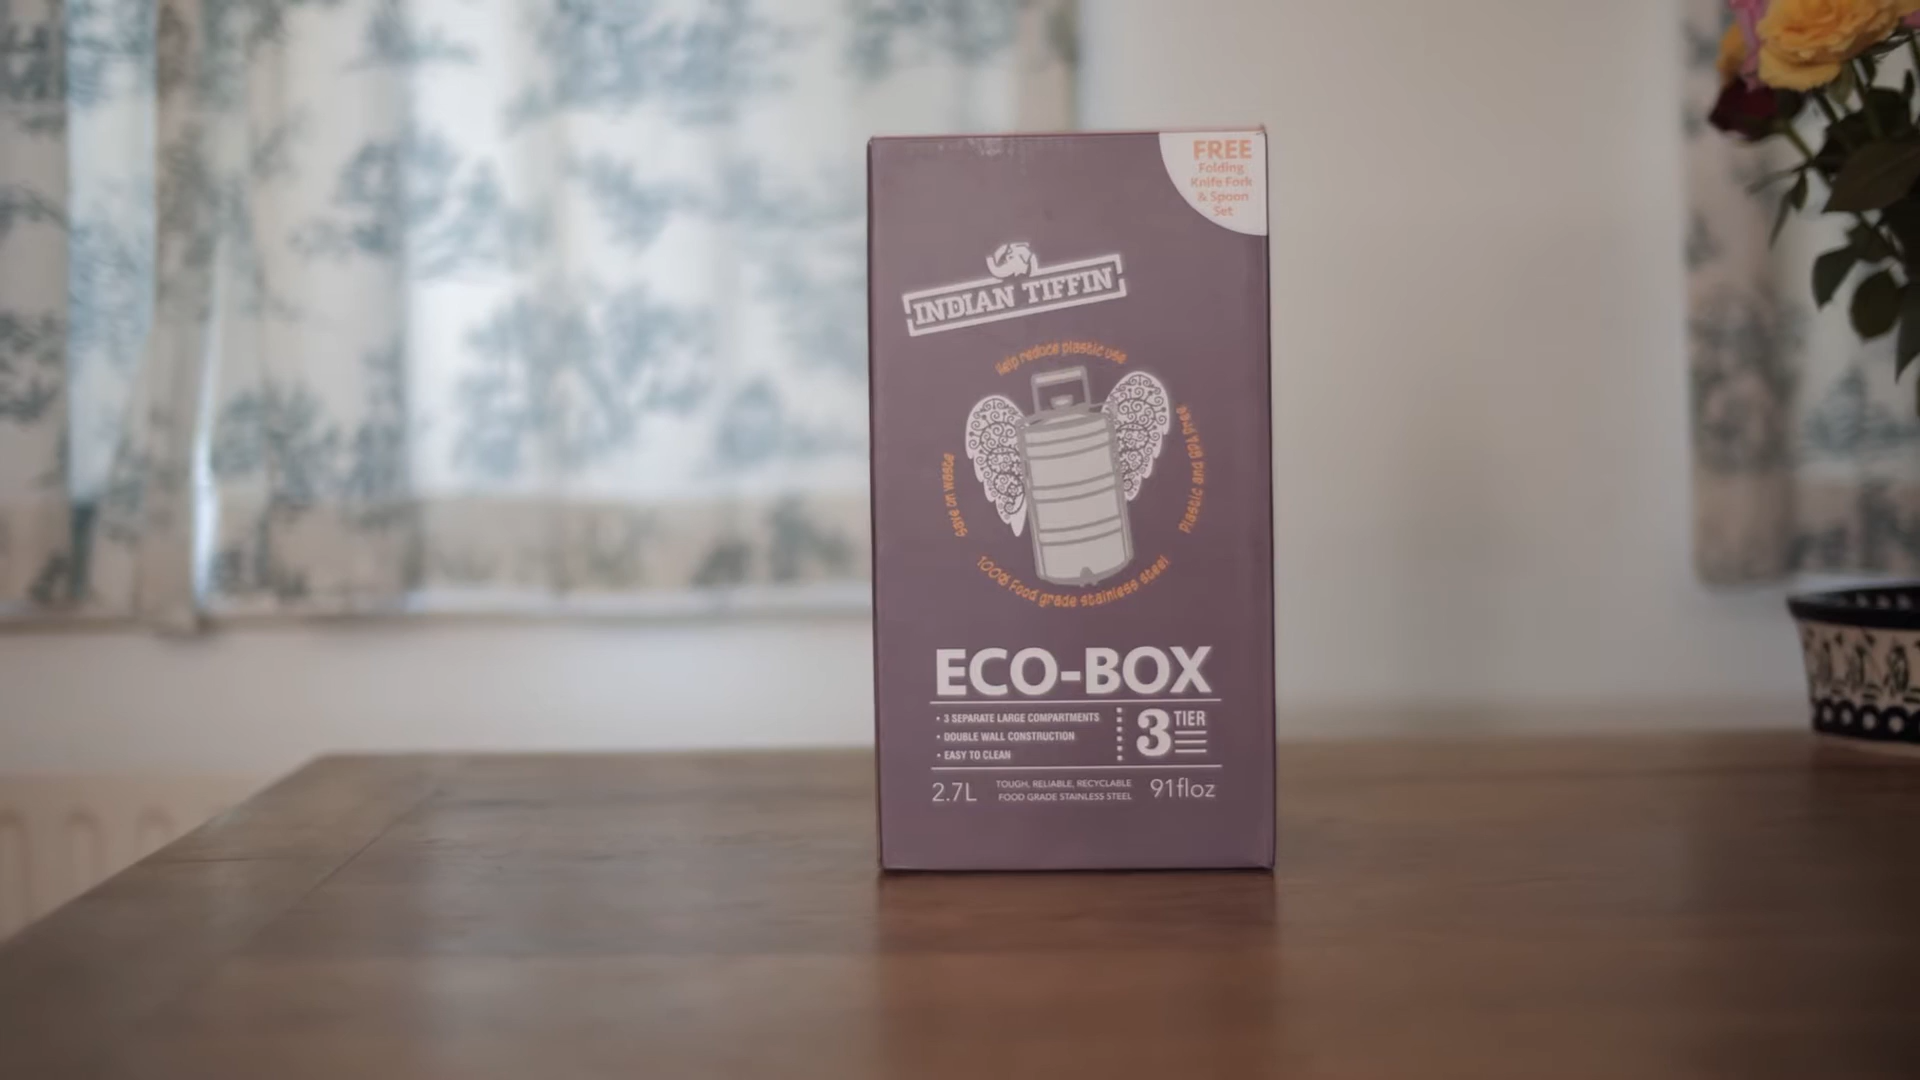 FREE
Folding
Knife Fork
& Spoon
Set
INDIAN TIFFIN
Help reduce plastic use
Save on waste
Plastic and BPA free
100% Food grade stainless steel
ECO-BOX
• 3 SEPARATE LARGE COMPARTMENTS
• DOUBLE WALL CONSTRUCTION
• EASY TO CLEAN
3 TIER
2.7L
TOUGH, RELIABLE, RECYCLABLE
FOOD GRADE STAINLESS STEEL
91floz